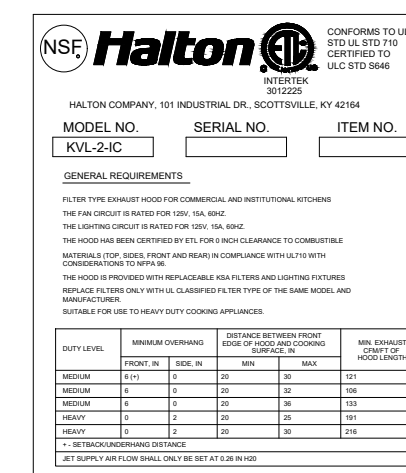 NSF Halton ETL
CONFORMS TO UL
STD UL STD 710
CERTIFIED TO
ULC STD S646
INTERTEK
3012225
HALTON COMPANY, 101 INDUSTRIAL DR., SCOTTSVILLE, KY 42164
MODEL NO. SERIAL NO. ITEM NO.
KVL-2-IC
GENERAL REQUIREMENTS
FILTER TYPE EXHAUST HOOD FOR COMMERCIAL AND INSTITUTIONAL KITCHENS
THE FAN CIRCUIT IS RATED FOR 125V, 15A, 60HZ.
THE LIGHTING CIRCUIT IS RATED FOR 125V, 15A, 60HZ.
THE HOOD HAS BEEN CERTIFIED BY ETL FOR 0 INCH CLEARANCE TO COMBUSTIBLE
MATERIALS (TOP, SIDES, FRONT AND REAR) IN COMPLIANCE WITH UL710 WITH
CONSIDERATIONS TO NFPA 96.
THE HOOD IS PROVIDED WITH REPLACEABLE KSA FILTERS AND LIGHTING FIXTURES
REPLACE FILTERS ONLY WITH UL CLASSIFIED FILTER TYPE OF THE SAME MODEL AND
MANUFACTURER.
SUITABLE FOR USE TO HEAVY DUTY COOKING APPLIANCES.
DUTY LEVEL
MINIMUM OVERHANG
DISTANCE BETWEEN FRONT
EDGE OF HOOD AND COOKING
SURFACE, IN
MIN. EXHAUST
CFM/FT OF
HOOD LENGTH
FRONT, IN SIDE, IN MIN MAX
MEDIUM 6 (+) 0 20 30 121
MEDIUM 6 0 20 32 106
MEDIUM 6 0 20 36 133
HEAVY 0 2 20 25 191
HEAVY 0 2 20 30 216
+ - SETBACK/UNDERHANG DISTANCE
JET SUPPLY AIR FLOW SHALL ONLY BE SET AT 0.26 IN H20